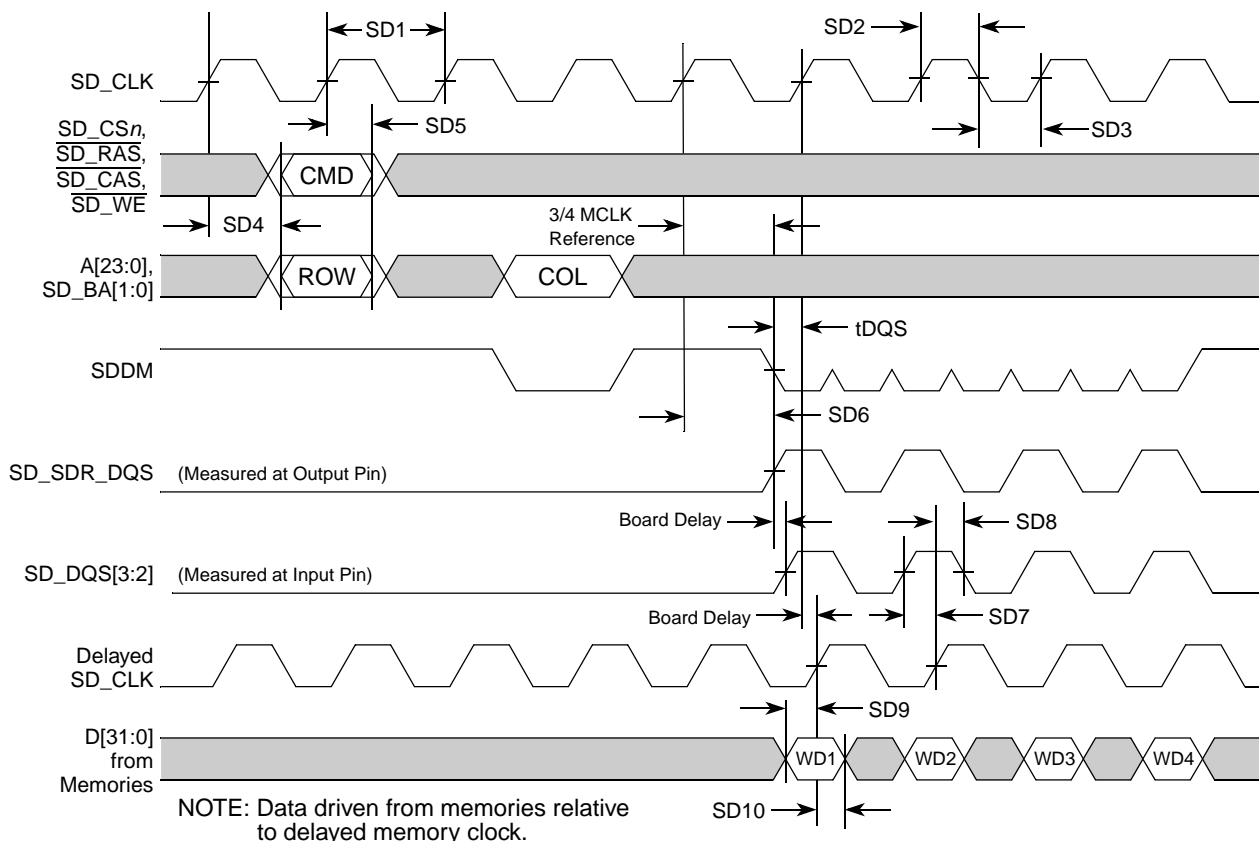 SD1
SD2
SD_CLK
SD5
SD3
SD_CSn,
SD_RAS,
SD_CAS,
SD_WE
CMD
SD4
3/4 MCLK
Reference
A[23:0],
SD_BA[1:0]
ROW
COL
tDQS
SDDM
SD6
SD_SDR_DQS
(Measured at Output Pin)
Board Delay
SD8
SD_DQS[3:2]
(Measured at Input Pin)
Board Delay
SD7
Delayed
SD_CLK
SD9
D[31:0]
from
Memories
WD1
WD2
WD3
WD4
SD10
NOTE: Data driven from memories relative
to delayed memory clock.